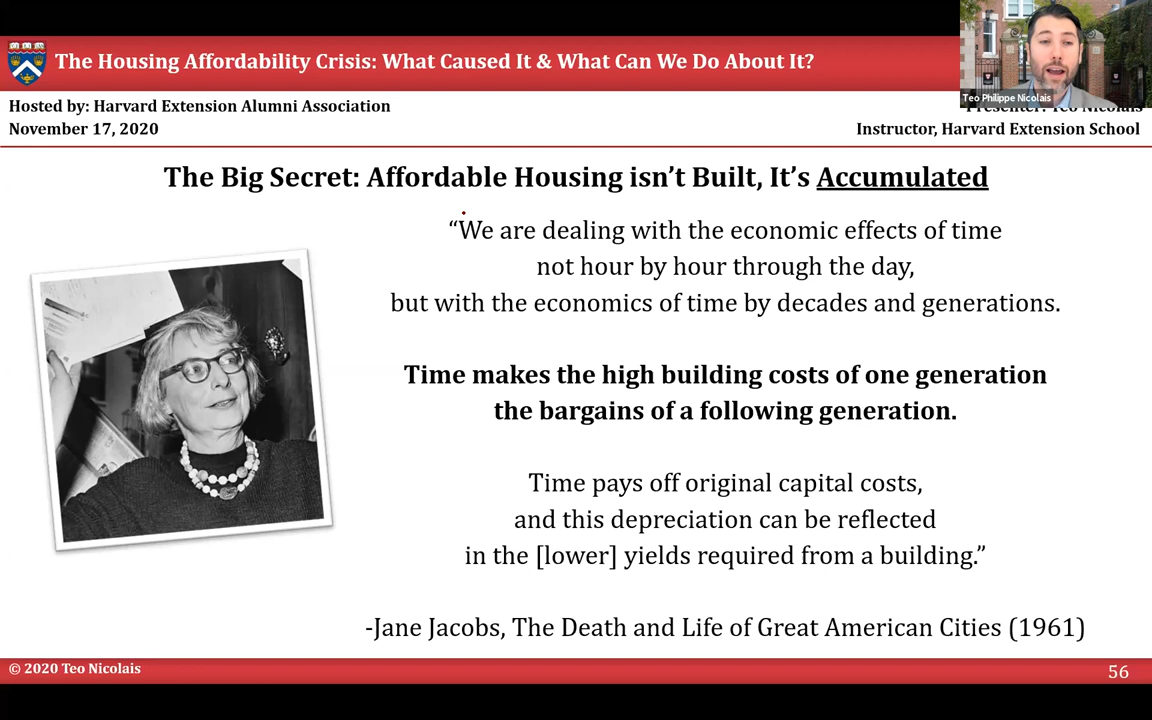 The Housing Affordability Crisis: What Caused It & What Can We Do About It?
Teo Philippe Nicolais
Hosted by: Harvard Extension Alumni Association
Presenter: Teo Nicolais
November 17, 2020
Instructor, Harvard Extension School
The Big Secret: Affordable Housing isn’t Built, It’s Accumulated
“We are dealing with the economic effects of time
not hour by hour through the day,
but with the economics of time by decades and generations.
Time makes the high building costs of one generation
the bargains of a following generation.
Time pays off original capital costs,
and this depreciation can be reflected
in the [lower] yields required from a building.”
-Jane Jacobs, The Death and Life of Great American Cities (1961)
© 2020 Teo Nicolais
56